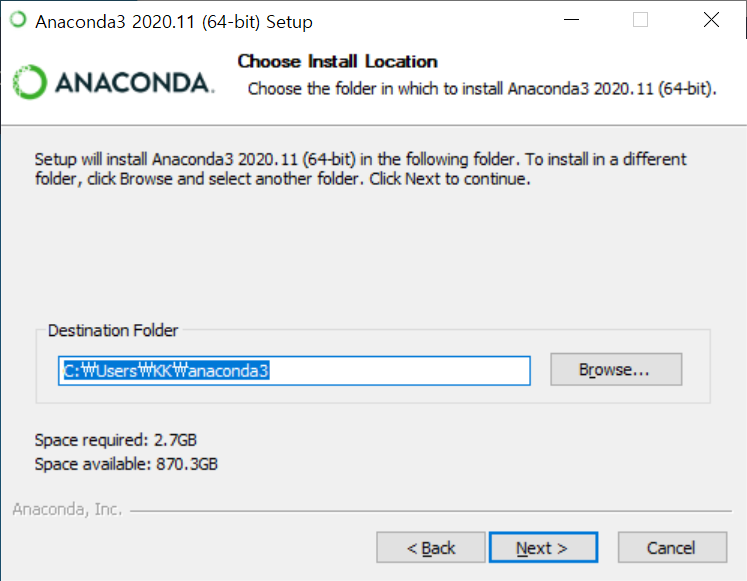 Anaconda3 2020.11 (64-bit) Setup
ANACONDA.
Choose Install Location
Choose the folder in which to install Anaconda3 2020.11 (64-bit).
Setup will install Anaconda3 2020.11 (64-bit) in the following folder. To install in a different
folder, click Browse and select another folder. Click Next to continue.
Destination Folder
C:₩Users₩KK₩anaconda3
Browse...
Space required: 2.7GB
Space available: 870.3GB
Anaconda, Inc.
< Back
Next >
Cancel